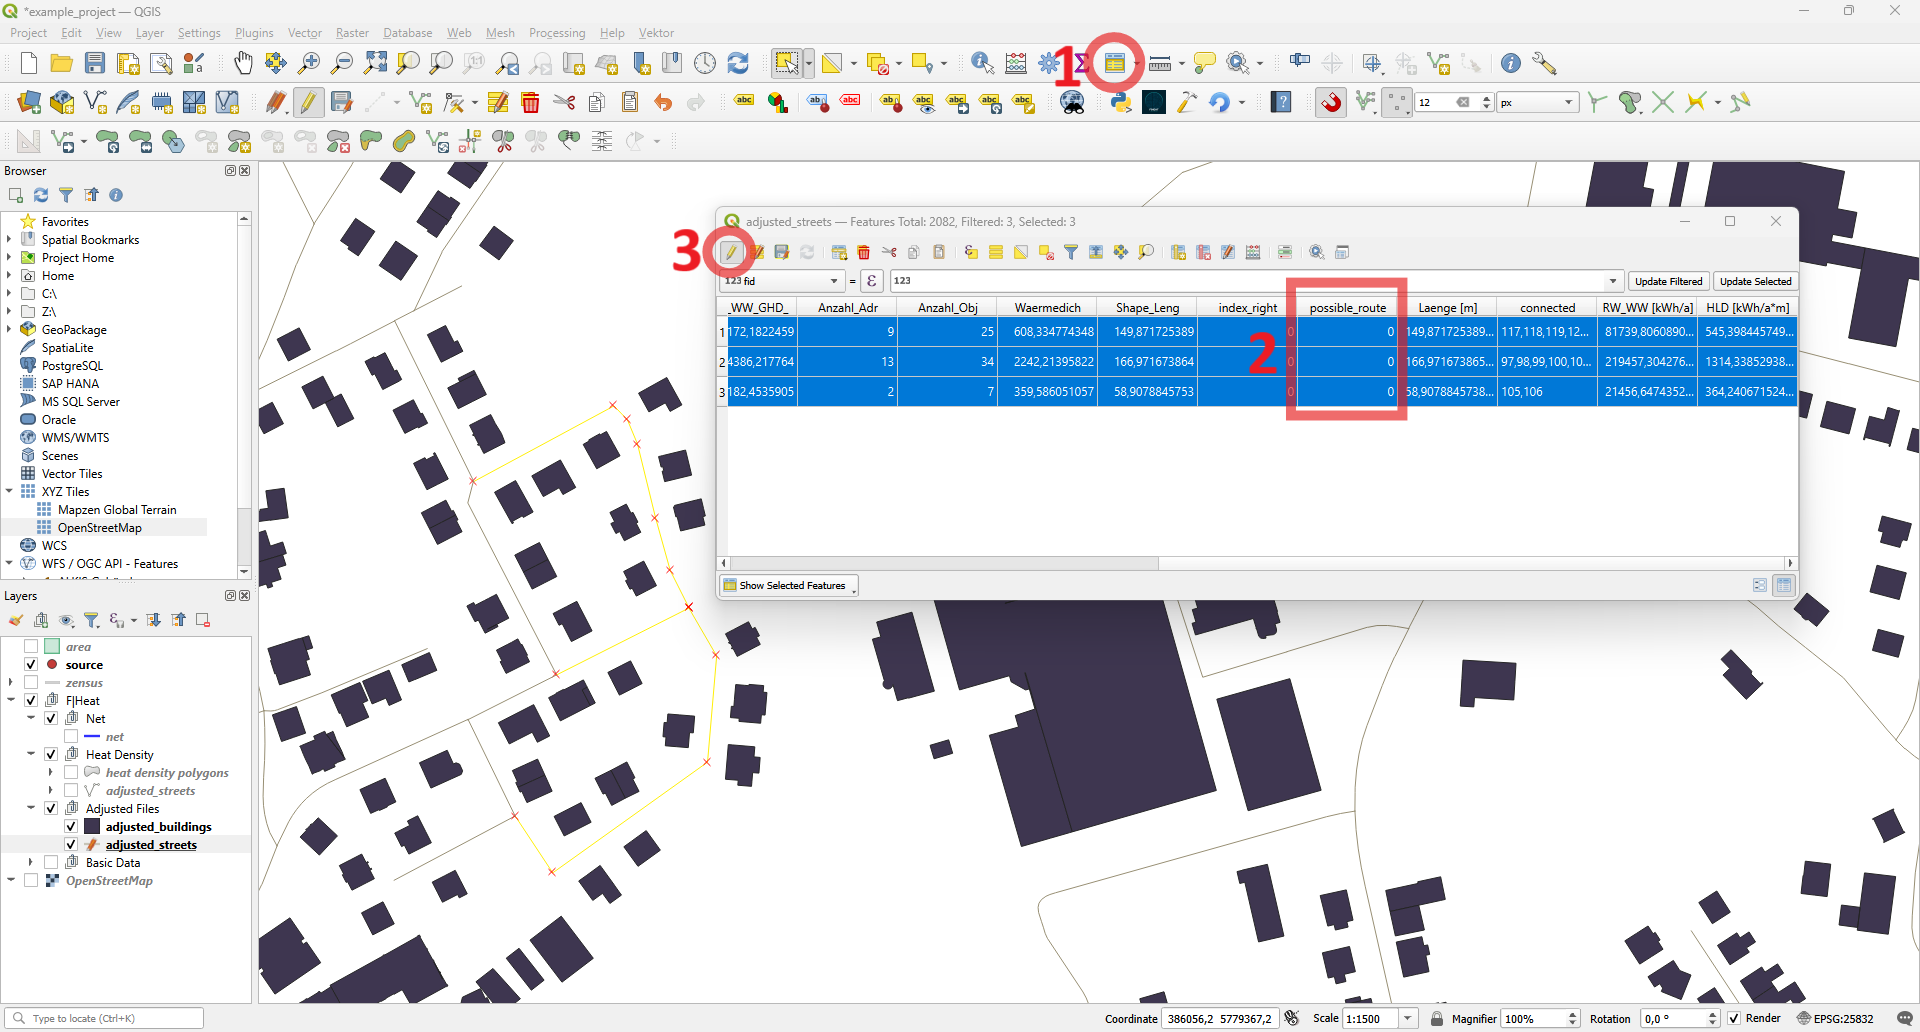 *example_project — QGIS
Project Edit View Layer Settings Plugins Vector Raster Database Web Mesh Processing Help Vektor
1
12 px
Browser
Favorites
Spatial Bookmarks
Project Home
Home
C:\
Z:\
GeoPackage
SpatiaLite
PostgreSQL
SAP HANA
MS SQL Server
Oracle
WMS/WMTS
Scenes
Vector Tiles
XYZ Tiles
Mapzen Global Terrain
OpenStreetMap
WCS
WFS / OGC API - Features
Layers
area
source
zensus
F|Heat
Net
net
Heat Density
heat density polygons
adjusted_streets
Adjusted Files
adjusted_buildings
adjusted_streets
Basic Data
OpenStreetMap
adjusted_streets — Features Total: 2082, Filtered: 3, Selected: 3
3
123 fid = ε 123 Update Filtered Update Selected
_WW_GHD_ Anzahl_Adr Anzahl_Obj Waermedich Shape_Leng index_right possible_route Laenge [m] connected RW_WW [kWh/a] HLD [kWh/a*m]
1 172,1822459 9 25 608,334774348 149,871725389 0 0 149,871725389... 117,118,119,12... 81739,8060890... 545,398445749...
2 4386,217764 13 34 2242,21395822 166,971673864 0 0 166,971673865... 97,98,99,100,10... 219457,304276... 1314,33852938...
3 182,4535905 2 7 359,586051057 58,9078845753 0 0 58,9078845738... 105,106 21456,6474352... 364,240671524...
2
Show Selected Features
Type to locate (Ctrl+K) Coordinate 386056,2 5779367,2 Scale 1:1500 Magnifier 100% Rotation 0,0 ° Render EPSG:25832